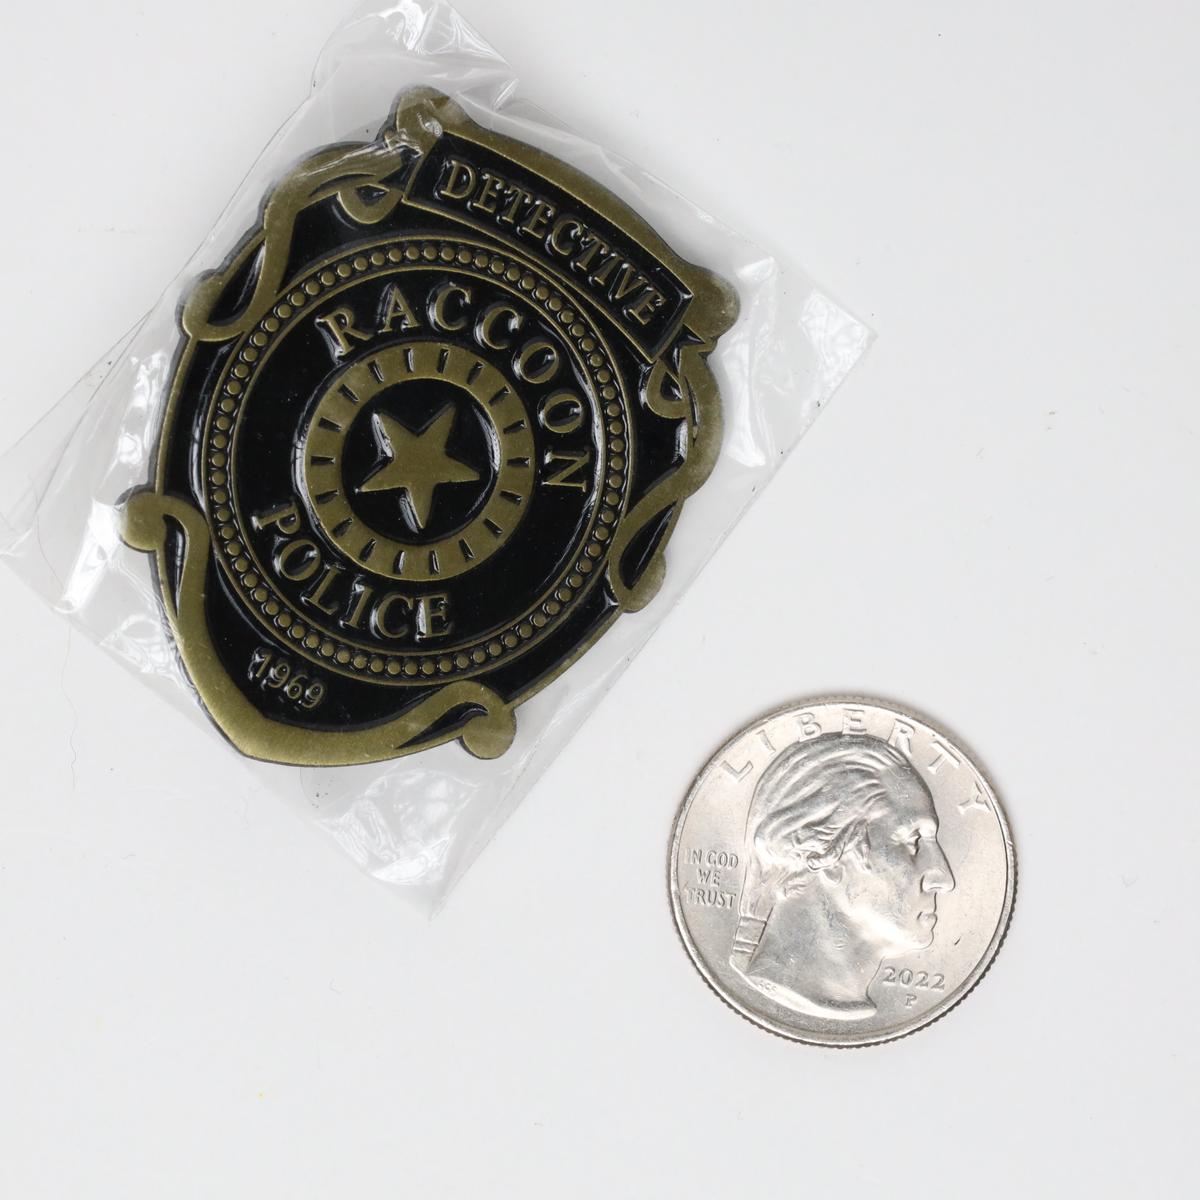 DETECTIVE
RACCOON
POLICE
1969
LIBERTY
IN GOD
WE
TRUST
2022
P